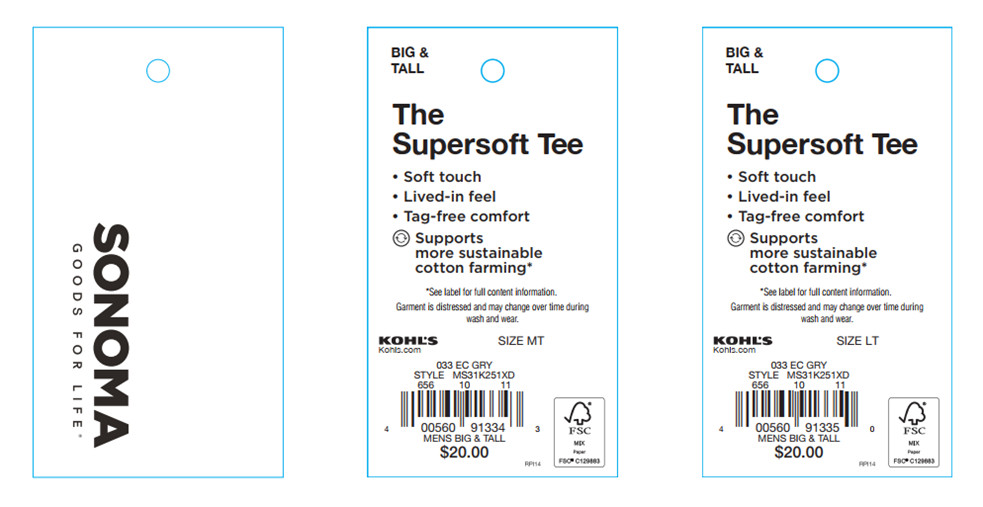 SONOMA
GOODS FOR LIFE®
BIG &
TALL
The
Supersoft Tee
• Soft touch
• Lived-in feel
• Tag-free comfort
Supports
more sustainable
cotton farming*
*See label for full content information.
Garment is distressed and may change over time during
wash and wear.
KOHL'S
Kohls.com
SIZE MT
033 EC GRY
STYLE MS31K251XD
656 10 11
4 00560 91334 3
MENS BIG & TALL
$20.00
RPI14
FSC®
MIX
Paper
FSC® C129883
BIG &
TALL
The
Supersoft Tee
• Soft touch
• Lived-in feel
• Tag-free comfort
Supports
more sustainable
cotton farming*
*See label for full content information.
Garment is distressed and may change over time during
wash and wear.
KOHL'S
Kohls.com
SIZE LT
033 EC GRY
STYLE MS31K251XD
656 10 11
4 00560 91335 0
MENS BIG & TALL
$20.00
RPI14
FSC®
MIX
Paper
FSC® C129883